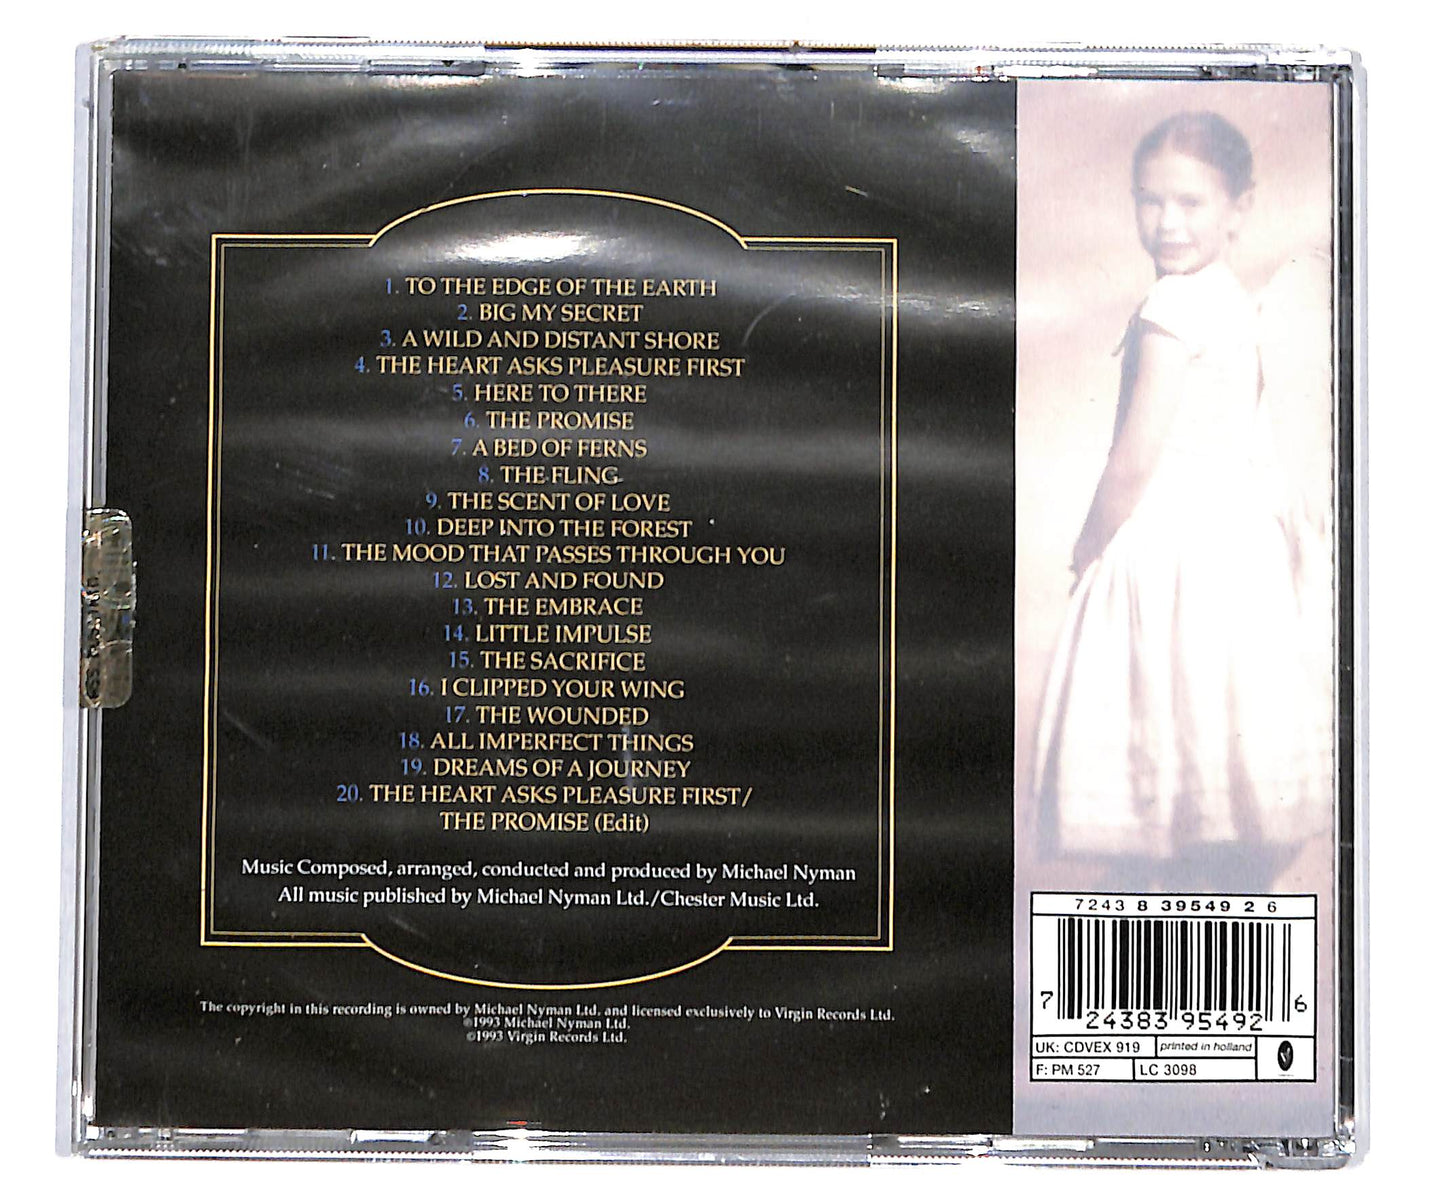 1. TO THE EDGE OF THE EARTH
2. BIG MY SECRET
3. A WILD AND DISTANT SHORE
4. THE HEART ASKS PLEASURE FIRST
5. HERE TO THERE
6. THE PROMISE
7. A BED OF FERNS
8. THE FLING
9. THE SCENT OF LOVE
10. DEEP INTO THE FOREST
11. THE MOOD THAT PASSES THROUGH YOU
12. LOST AND FOUND
13. THE EMBRACE
14. LITTLE IMPULSE
15. THE SACRIFICE
16. I CLIPPED YOUR WING
17. THE WOUNDED
18. ALL IMPERFECT THINGS
19. DREAMS OF A JOURNEY
20. THE HEART ASKS PLEASURE FIRST/
THE PROMISE (Edit)
Music Composed, arranged, conducted and produced by Michael Nyman
All music published by Michael Nyman Ltd./Chester Music Ltd.
The copyright in this recording is owned by Michael Nyman Ltd. and licensed exclusively to Virgin Records Ltd.
℗1993 Michael Nyman Ltd.
©1993 Virgin Records Ltd.
7243 8 39549 2 6
7 24383 95492 6
UK: CDVEX 919
printed in holland
F: PM 527
LC 3098